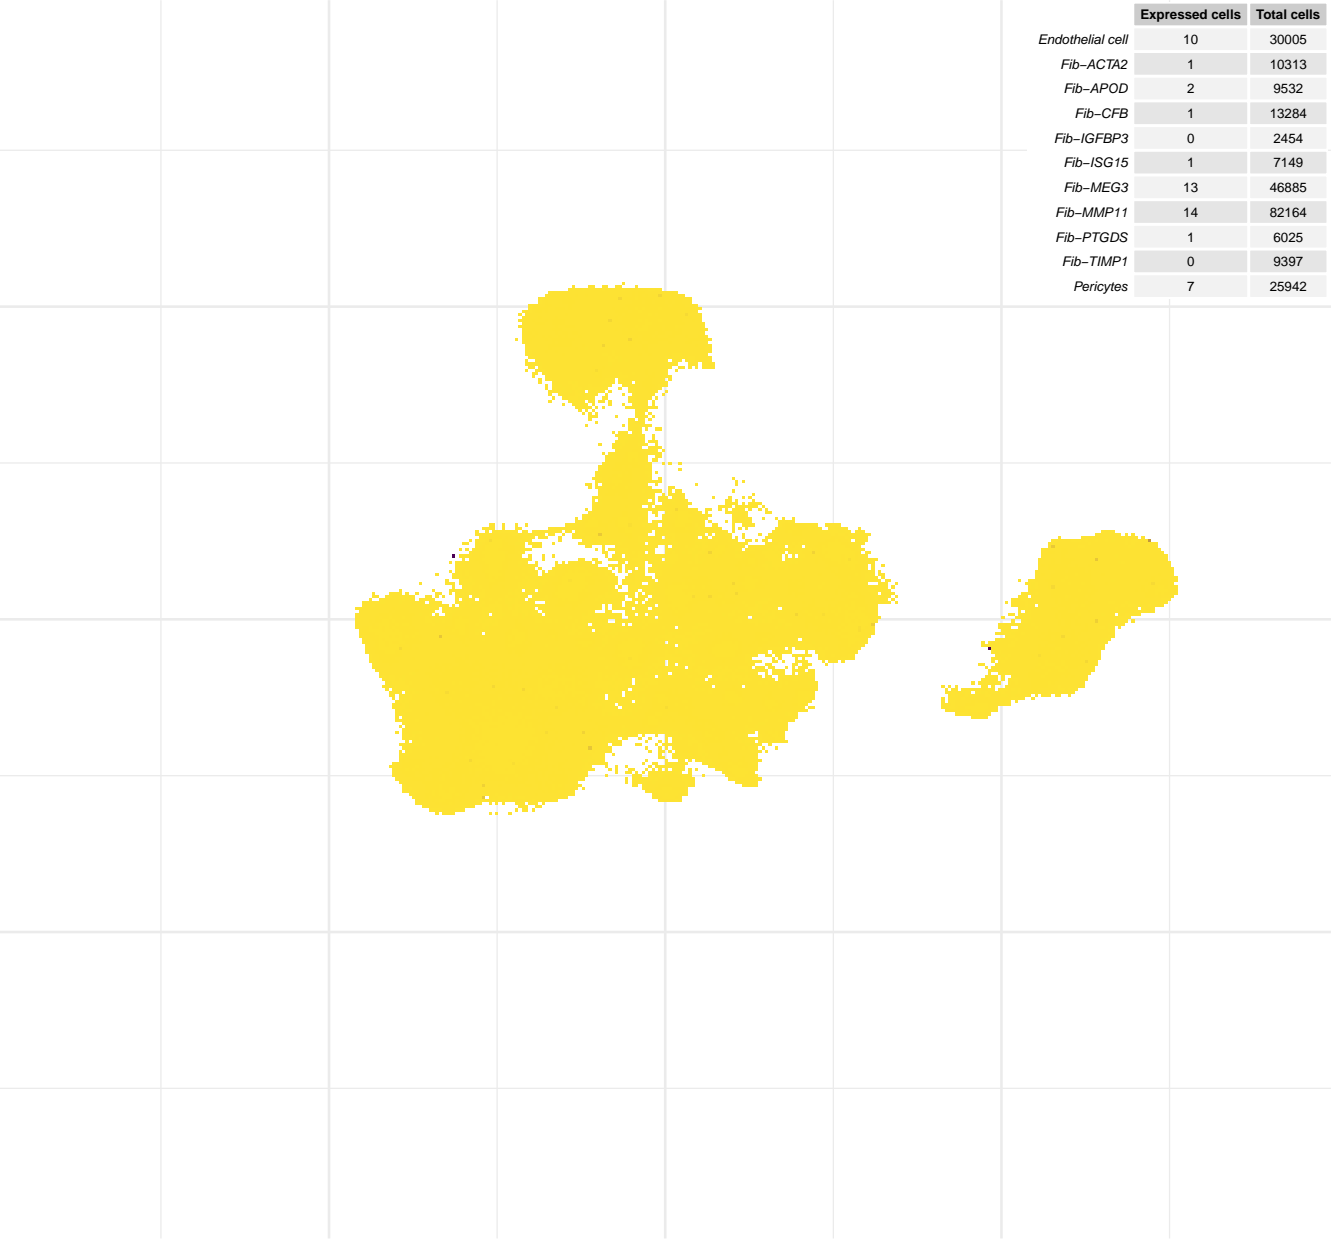 Expressed cells Total cells
Endothelial cell 10 30005
Fib−ACTA2 1 10313
Fib−APOD 2 9532
Fib−CFB 1 13284
Fib−IGFBP3 0 2454
Fib−ISG15 1 7149
Fib−MEG3 13 46885
Fib−MMP11 14 82164
Fib−PTGDS 1 6025
Fib−TIMP1 0 9397
Pericytes 7 25942